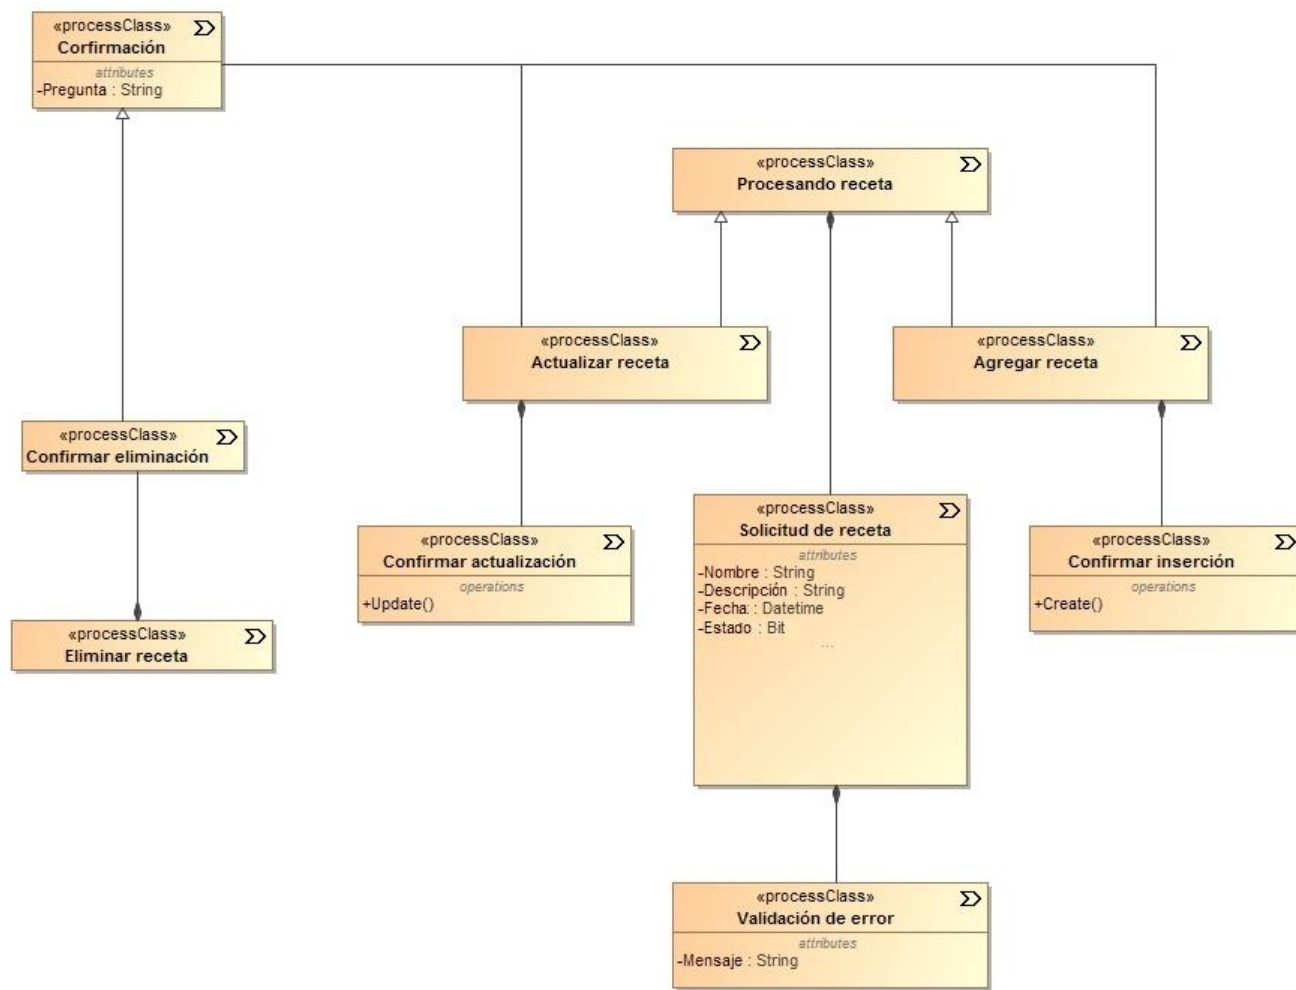 «processClass»
Corfirmación
attributes
-Pregunta : String
«processClass»
Procesando receta
«processClass»
Actualizar receta
«processClass»
Agregar receta
«processClass»
Confirmar eliminación
«processClass»
Confirmar actualización
operations
+Update()
«processClass»
Solicitud de receta
attributes
-Nombre : String
-Descripción : String
-Fecha: : Datetime
-Estado : Bit
...
«processClass»
Confirmar inserción
operations
+Create()
«processClass»
Eliminar receta
«processClass»
Validación de error
attributes
-Mensaje : String